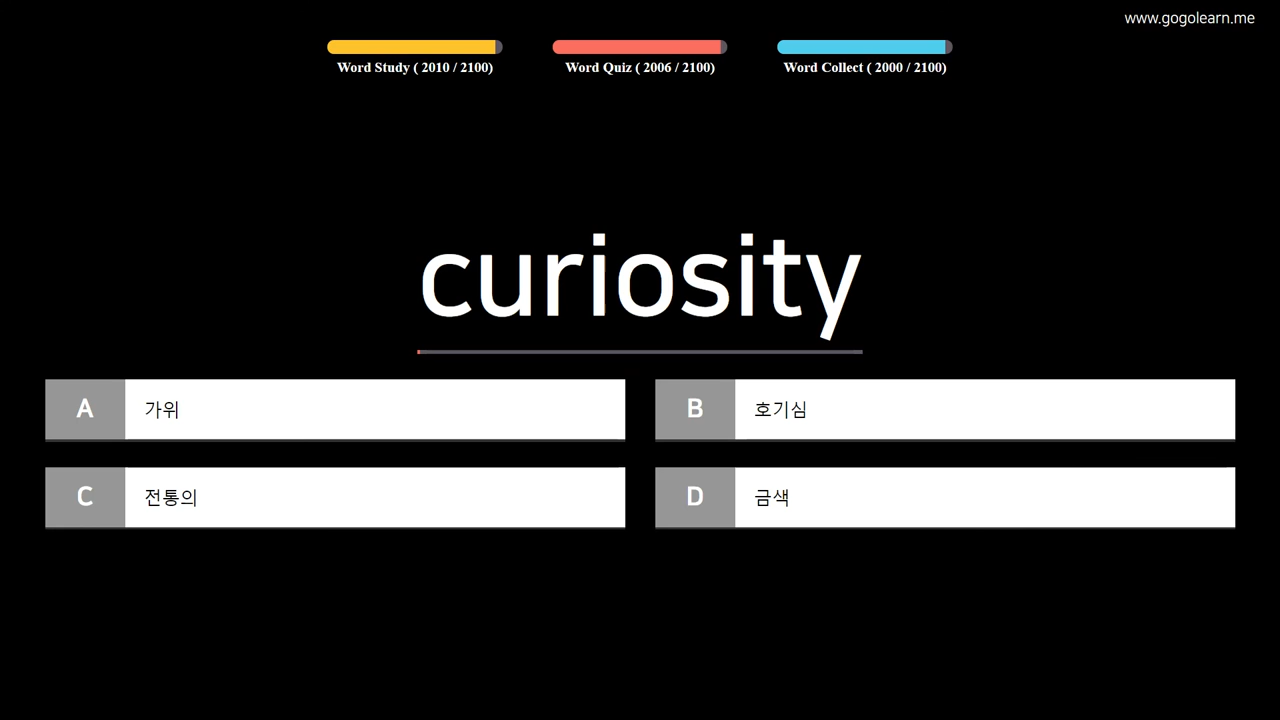 www.gogolearn.me
Word Study ( 2010 / 2100)
Word Quiz ( 2006 / 2100)
Word Collect ( 2000 / 2100)
curiosity
A 가위
B 호기심
C 전통의
D 금색